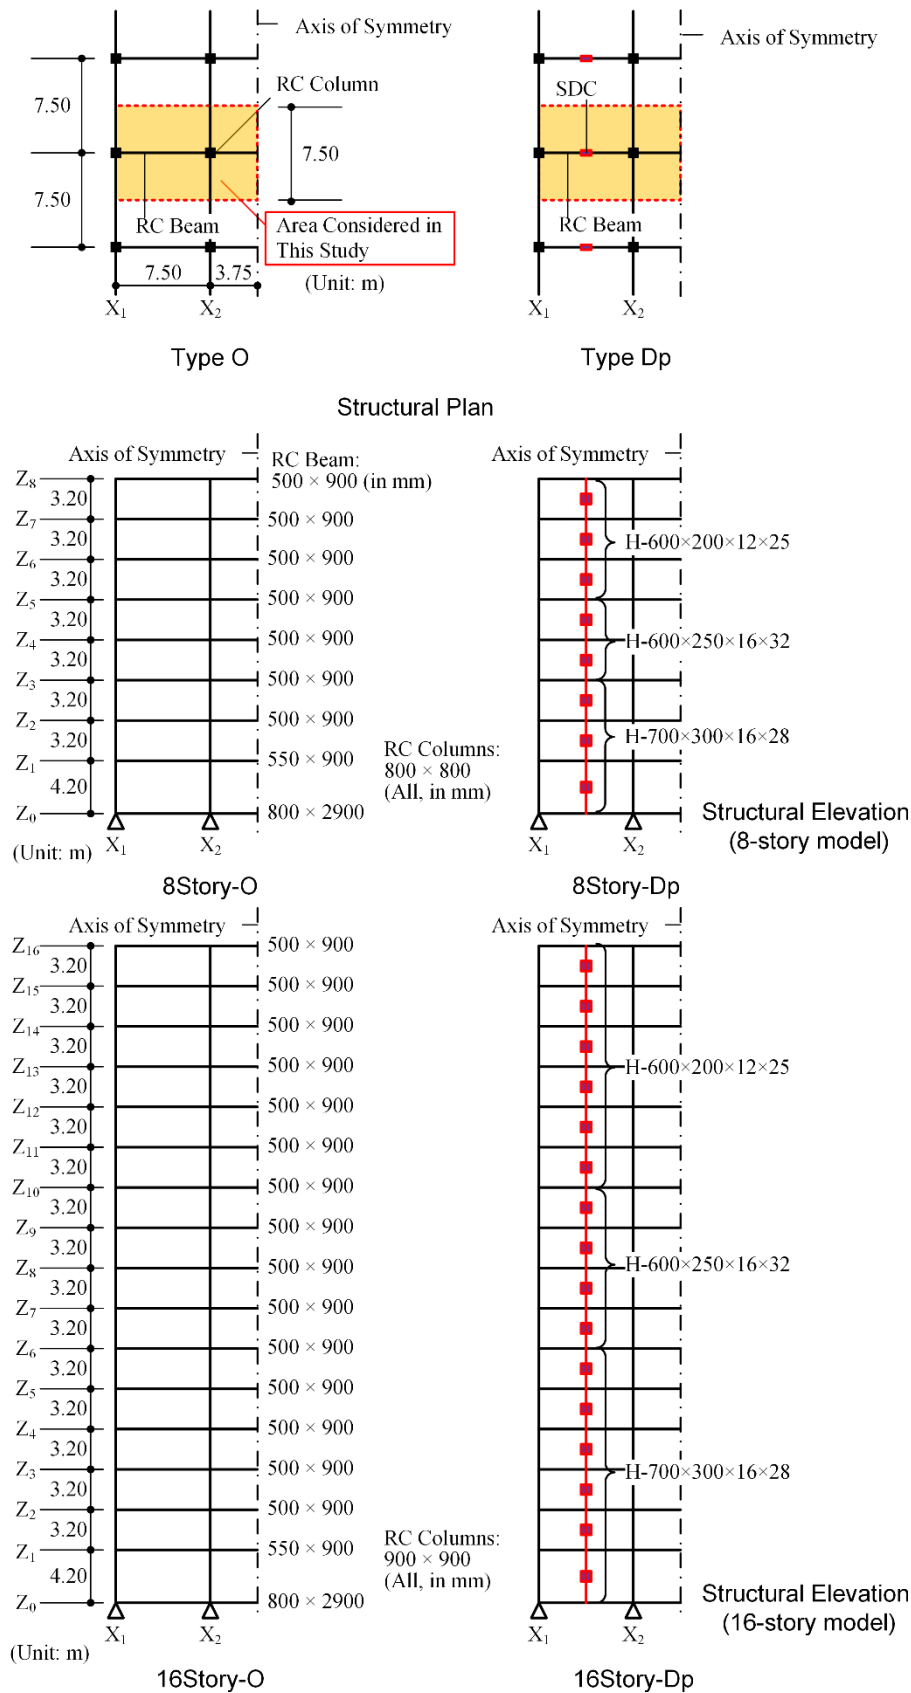 Axis of Symmetry
Axis of Symmetry
RC Column
SDC
7.50
7.50
7.50
RC Beam
Area Considered in
This Study
RC Beam
7.50
3.75
(Unit: m)
X1
X2
X1
X2
Type O
Type Dp
Structural Plan
Axis of Symmetry
RC Beam:
Axis of Symmetry
Z8
500 × 900 (in mm)
3.20
Z7
500 × 900
3.20
H-600×200×12×25
Z6
500 × 900
3.20
Z5
500 × 900
3.20
Z4
500 × 900
H-600×250×16×32
3.20
Z3
500 × 900
3.20
Z2
500 × 900
3.20
H-700×300×16×28
Z1
550 × 900
RC Columns:
800 × 800
(All, in mm)
4.20
Z0
800 × 2900
Structural Elevation
(8-story model)
(Unit: m)
X1
X2
X1
X2
8Story-O
8Story-Dp
Axis of Symmetry
Axis of Symmetry
Z16
500 × 900
3.20
Z15
500 × 900
3.20
Z14
500 × 900
3.20
Z13
500 × 900
H-600×200×12×25
3.20
Z12
500 × 900
3.20
Z11
500 × 900
3.20
Z10
500 × 900
3.20
Z9
500 × 900
3.20
Z8
500 × 900
H-600×250×16×32
3.20
Z7
500 × 900
3.20
Z6
500 × 900
3.20
Z5
500 × 900
3.20
Z4
500 × 900
3.20
Z3
500 × 900
H-700×300×16×28
3.20
Z2
500 × 900
3.20
Z1
550 × 900
RC Columns:
900 × 900
(All, in mm)
4.20
Z0
800 × 2900
Structural Elevation
(16-story model)
X1
X2
X1
X2
(Unit: m)
16Story-O
16Story-Dp